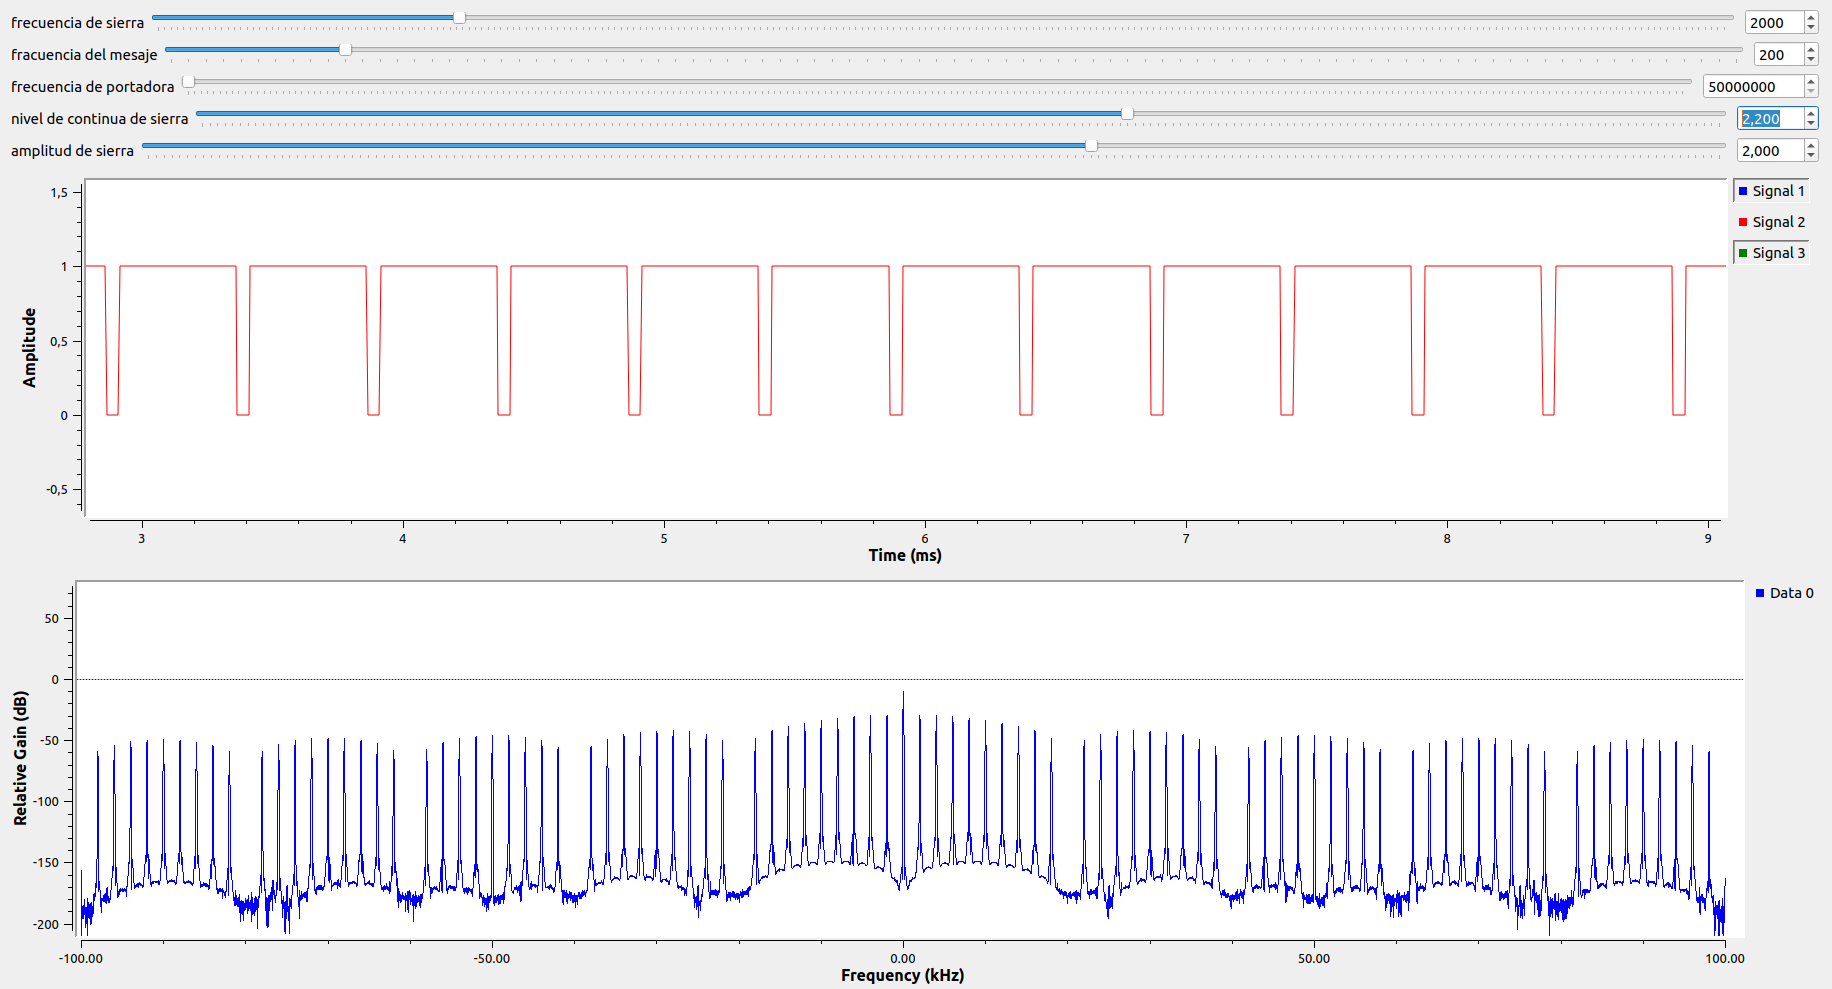 frecuencia de sierra 2000
fracuencia del mesaje 200
frecuencia de portadora 50000000
nivel de continua de sierra 2,200
amplitud de sierra 2,000
1,5
1
0,5
0
-0,5
Amplitude
3 4 5 6 7 8 9
Time (ms)
Signal 1
Signal 2
Signal 3
50
0
-50
-100
-150
-200
Relative Gain (dB)
-100.00 -50.00 0.00 50.00 100.00
Frequency (kHz)
Data 0